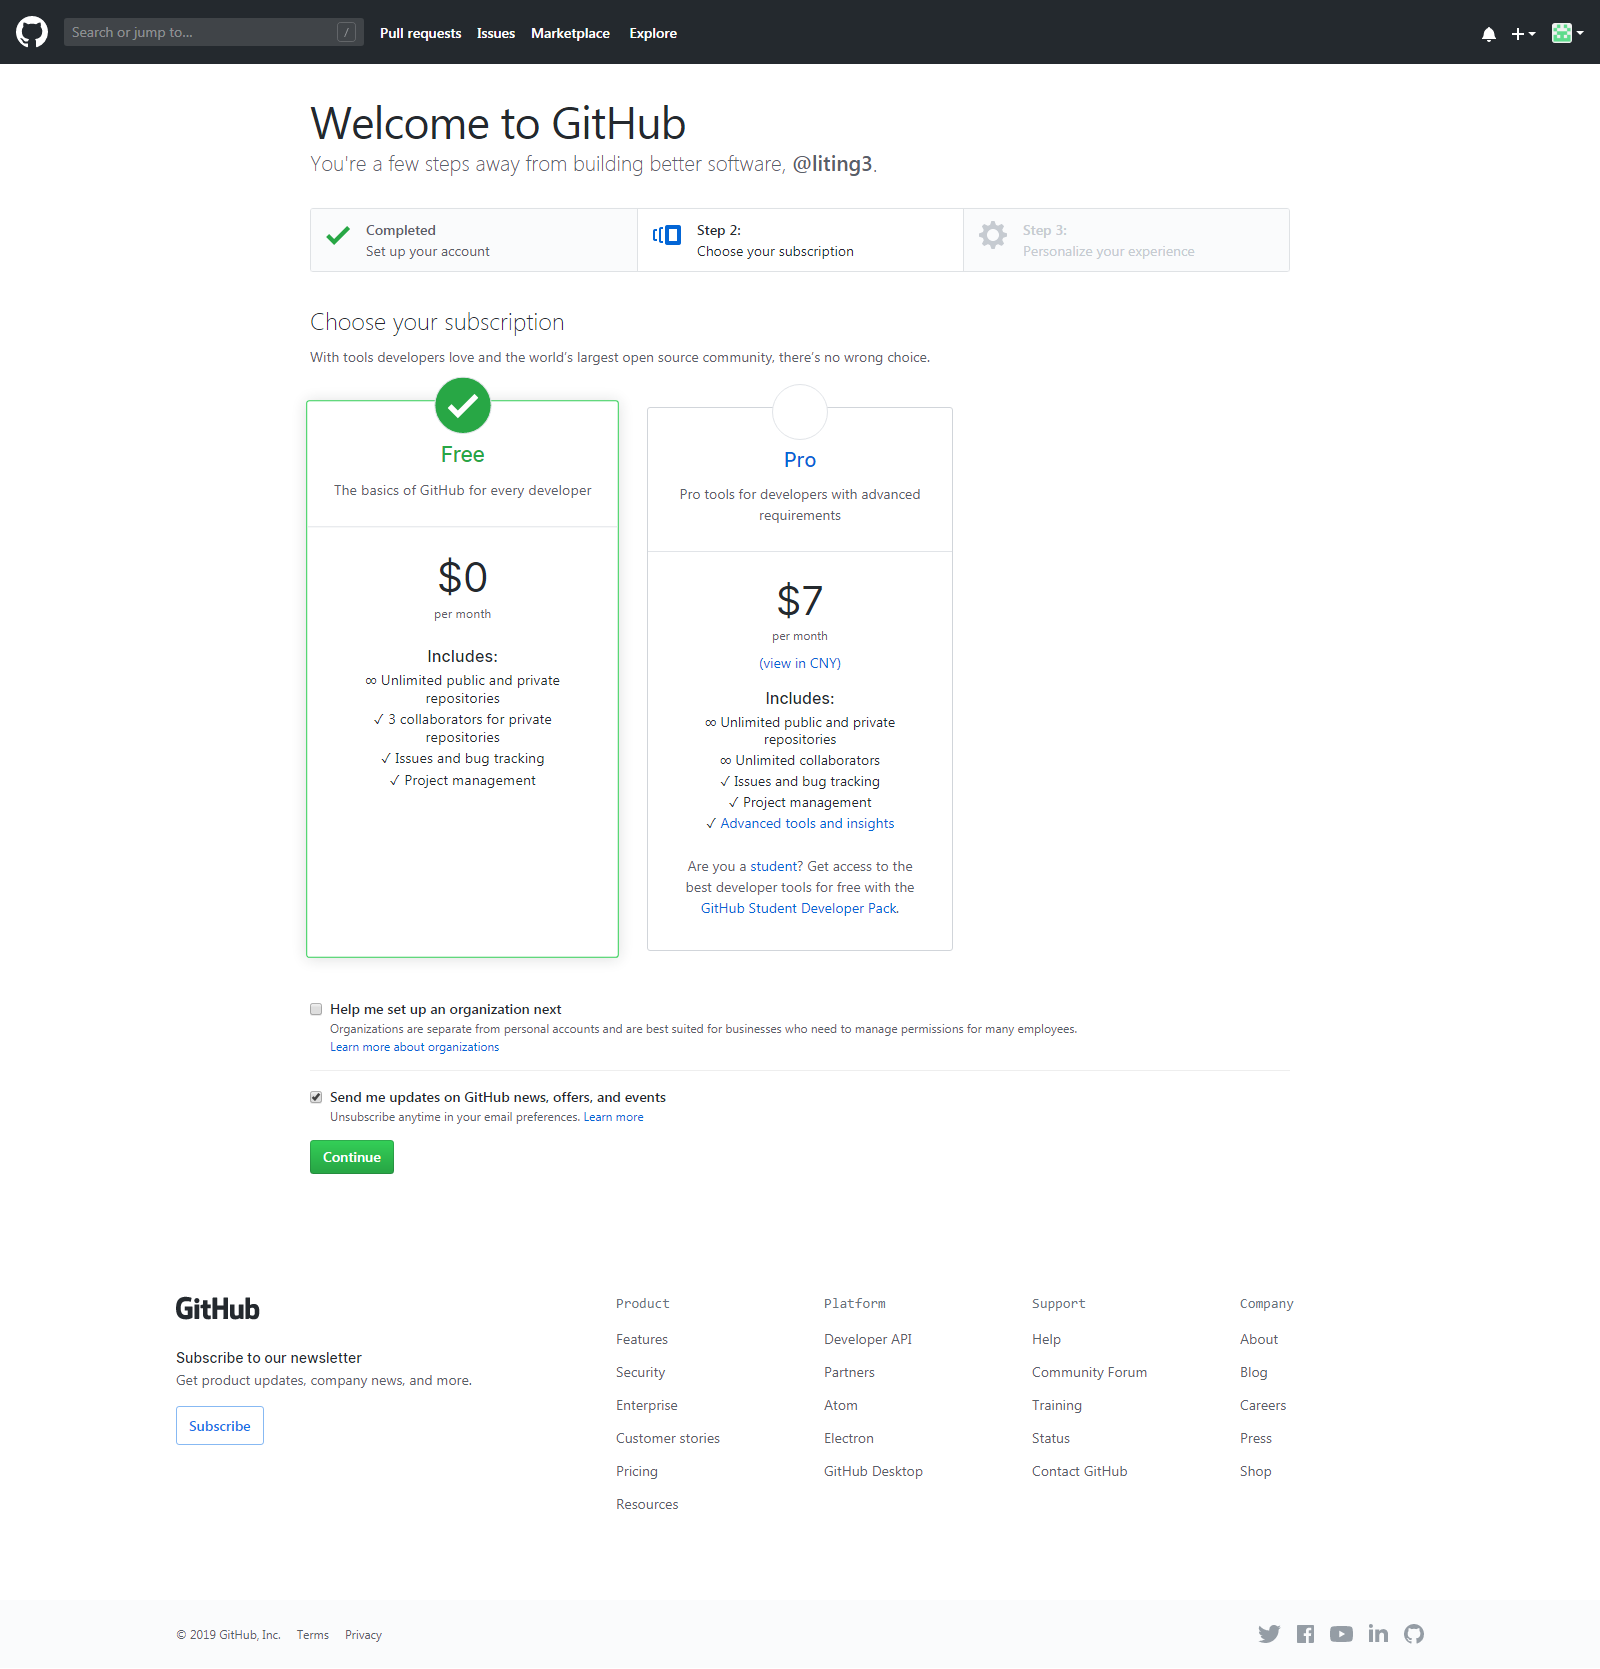 Search or jump to...
/
Pull requests
Issues
Marketplace
Explore
Welcome to GitHub
You're a few steps away from building better software, @liting3.
Completed
Set up your account
Step 2:
Choose your subscription
Step 3:
Personalize your experience
Choose your subscription
With tools developers love and the world's largest open source community, there's no wrong choice.
Free
The basics of GitHub for every developer
$0
per month
Includes:
∞ Unlimited public and private
repositories
✓ 3 collaborators for private
repositories
✓ Issues and bug tracking
✓ Project management
Pro
Pro tools for developers with advanced
requirements
$7
per month
(view in CNY)
Includes:
∞ Unlimited public and private
repositories
∞ Unlimited collaborators
✓ Issues and bug tracking
✓ Project management
✓ Advanced tools and insights
Are you a student? Get access to the
best developer tools for free with the
GitHub Student Developer Pack.
Help me set up an organization next
Organizations are separate from personal accounts and are best suited for businesses who need to manage permissions for many employees.
Learn more about organizations
Send me updates on GitHub news, offers, and events
Unsubscribe anytime in your email preferences. Learn more
Continue
GitHub
Subscribe to our newsletter
Get product updates, company news, and more.
Subscribe
Product
Features
Security
Enterprise
Customer stories
Pricing
Resources
Platform
Developer API
Partners
Atom
Electron
GitHub Desktop
Support
Help
Community Forum
Training
Status
Contact GitHub
Company
About
Blog
Careers
Press
Shop
© 2019 GitHub, Inc.
Terms
Privacy